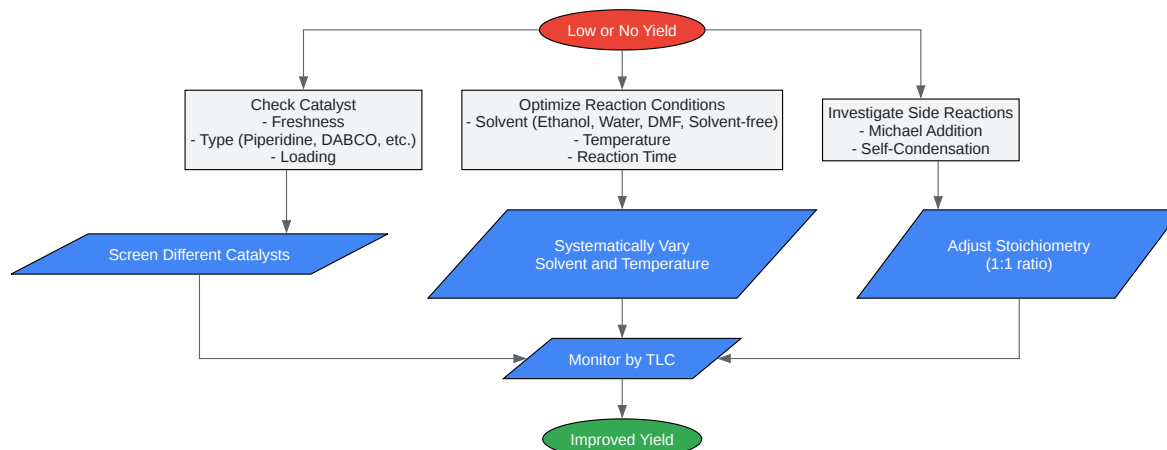 Low or No Yield
Check Catalyst
- Freshness
- Type (Piperidine, DABCO, etc.)
- Loading
Optimize Reaction Conditions
- Solvent (Ethanol, Water, DMF, Solvent-free)
- Temperature
- Reaction Time
Investigate Side Reactions
- Michael Addition
- Self-Condensation
Screen Different Catalysts
Systematically Vary
Solvent and Temperature
Adjust Stoichiometry
(1:1 ratio)
Monitor by TLC
Improved Yield